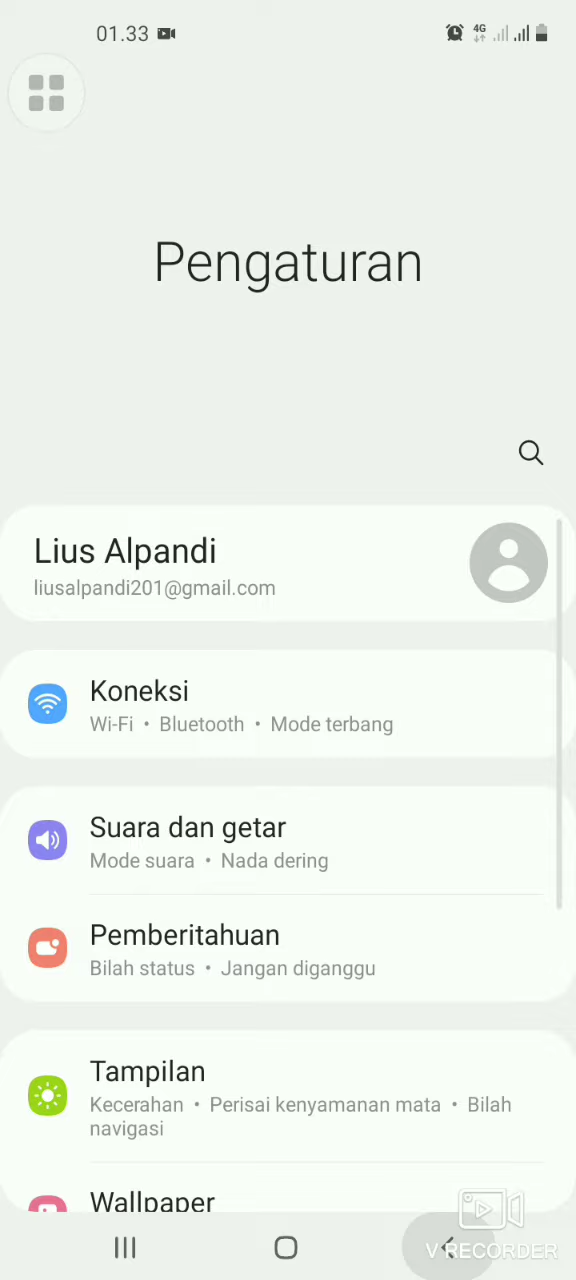 01.33
4G
Pengaturan
Lius Alpandi
liusalpandi201@gmail.com
Koneksi
Wi-Fi • Bluetooth • Mode terbang
Suara dan getar
Mode suara • Nada dering
Pemberitahuan
Bilah status • Jangan diganggu
Tampilan
Kecerahan • Perisai kenyamanan mata • Bilah
navigasi
Wallpaper
V RECORDER